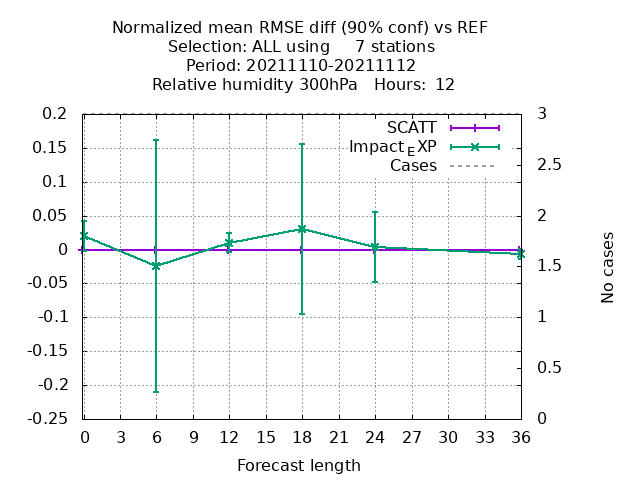 Normalized mean RMSE diff (90% conf) vs REF
Selection: ALL using     7 stations
Period: 20211110-20211112
Relative humidity 300hPa   Hours:  12
SCATT
Impact_EXP
Cases
0.2
0.15
0.1
0.05
0
-0.05
-0.1
-0.15
-0.2
-0.25
3
2.5
2
1.5
1
0.5
0
No cases
0 3 6 9 12 15 18 21 24 27 30 33 36
Forecast length